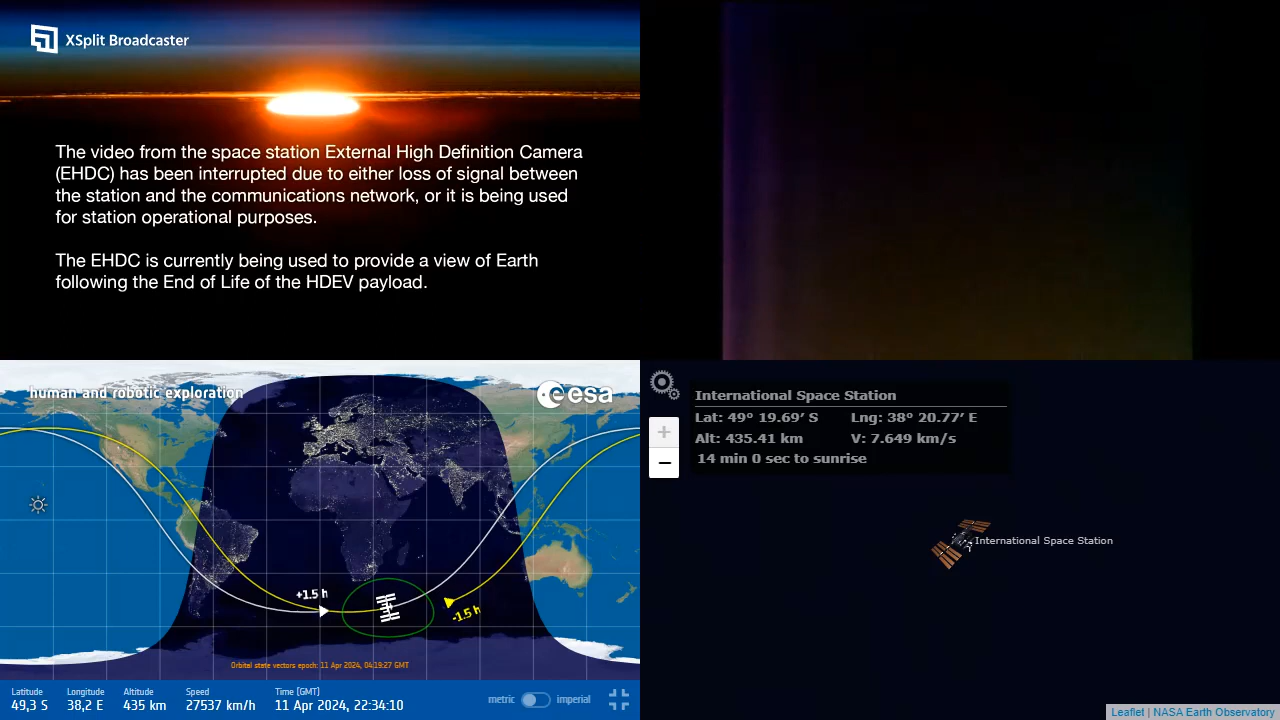 XSplit Broadcaster
The video from the space station External High Definition Camera
(EHDC) has been interrupted due to either loss of signal between
the station and the communications network, or it is being used
for station operational purposes.
The EHDC is currently being used to provide a view of Earth
following the End of Life of the HDEV payload.
human and robotic exploration
esa
+1.5 h
-1.5 h
Orbital state vectors epoch: 11 Apr 2024, 04:19:27 GMT
Latitude Longitude Altitude Speed Time [GMT]
49,3 S 38,2 E 435 km 27537 km/h 11 Apr 2024, 22:34:10
metric imperial
+
−
International Space Station
Lat: 49° 19.69′ S Lng: 38° 20.77′ E
Alt: 435.41 km V: 7.649 km/s
14 min 0 sec to sunrise
International Space Station
Leaflet | NASA Earth Observatory